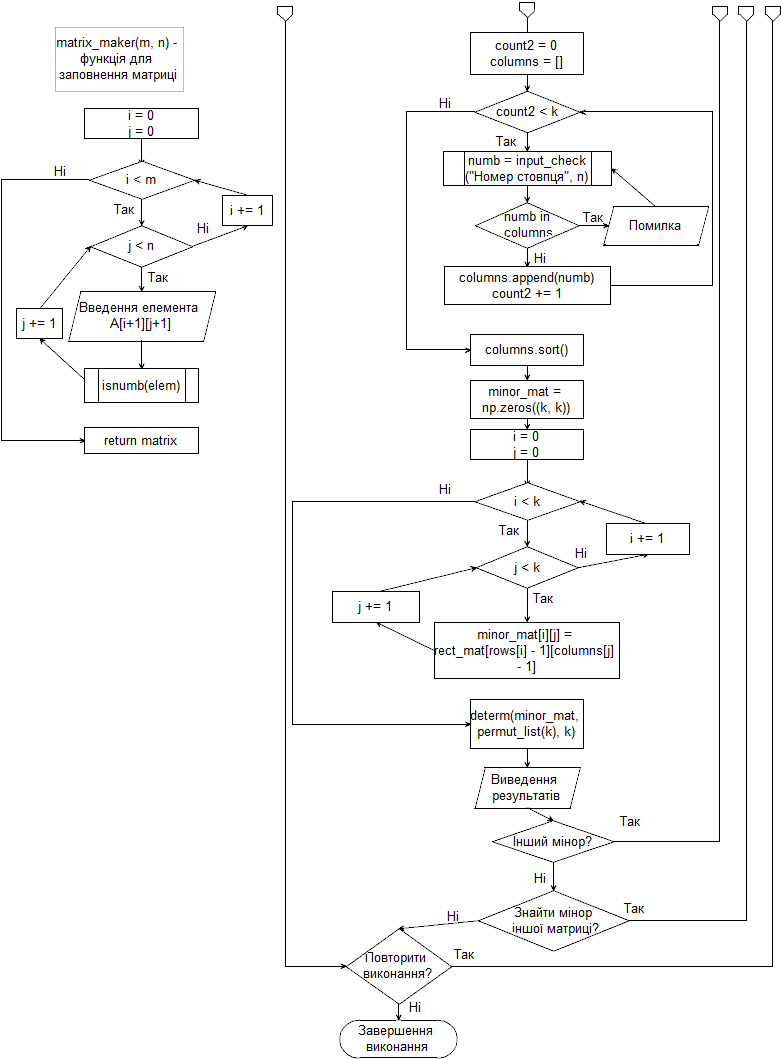 matrix_maker(m, n) -
функція для
заповнення матриці
i = 0
j = 0
Ні
i < m
Так
i += 1
Ні
j < n
Так
Введення елемента
A[i+1][j+1]
j += 1
isnumb(elem)
return matrix
count2 = 0
columns = []
Ні
count2 < k
Так
numb = input_check
("Номер стовпця", n)
numb in
columns
Так
Помилка
Ні
columns.append(numb)
count2 += 1
columns.sort()
minor_mat =
np.zeros((k, k))
i = 0
j = 0
Ні
i < k
Так
i += 1
Ні
j < k
Так
j += 1
minor_mat[i][j] =
rect_mat[rows[i] - 1][columns[j]
- 1]
determ(minor_mat,
permut_list(k), k)
Виведення
результатів
Так
Інший мінор?
Ні
Знайти мінор
іншої матриці?
Так
Ні
Повторити
виконання?
Так
Ні
Завершення
виконання